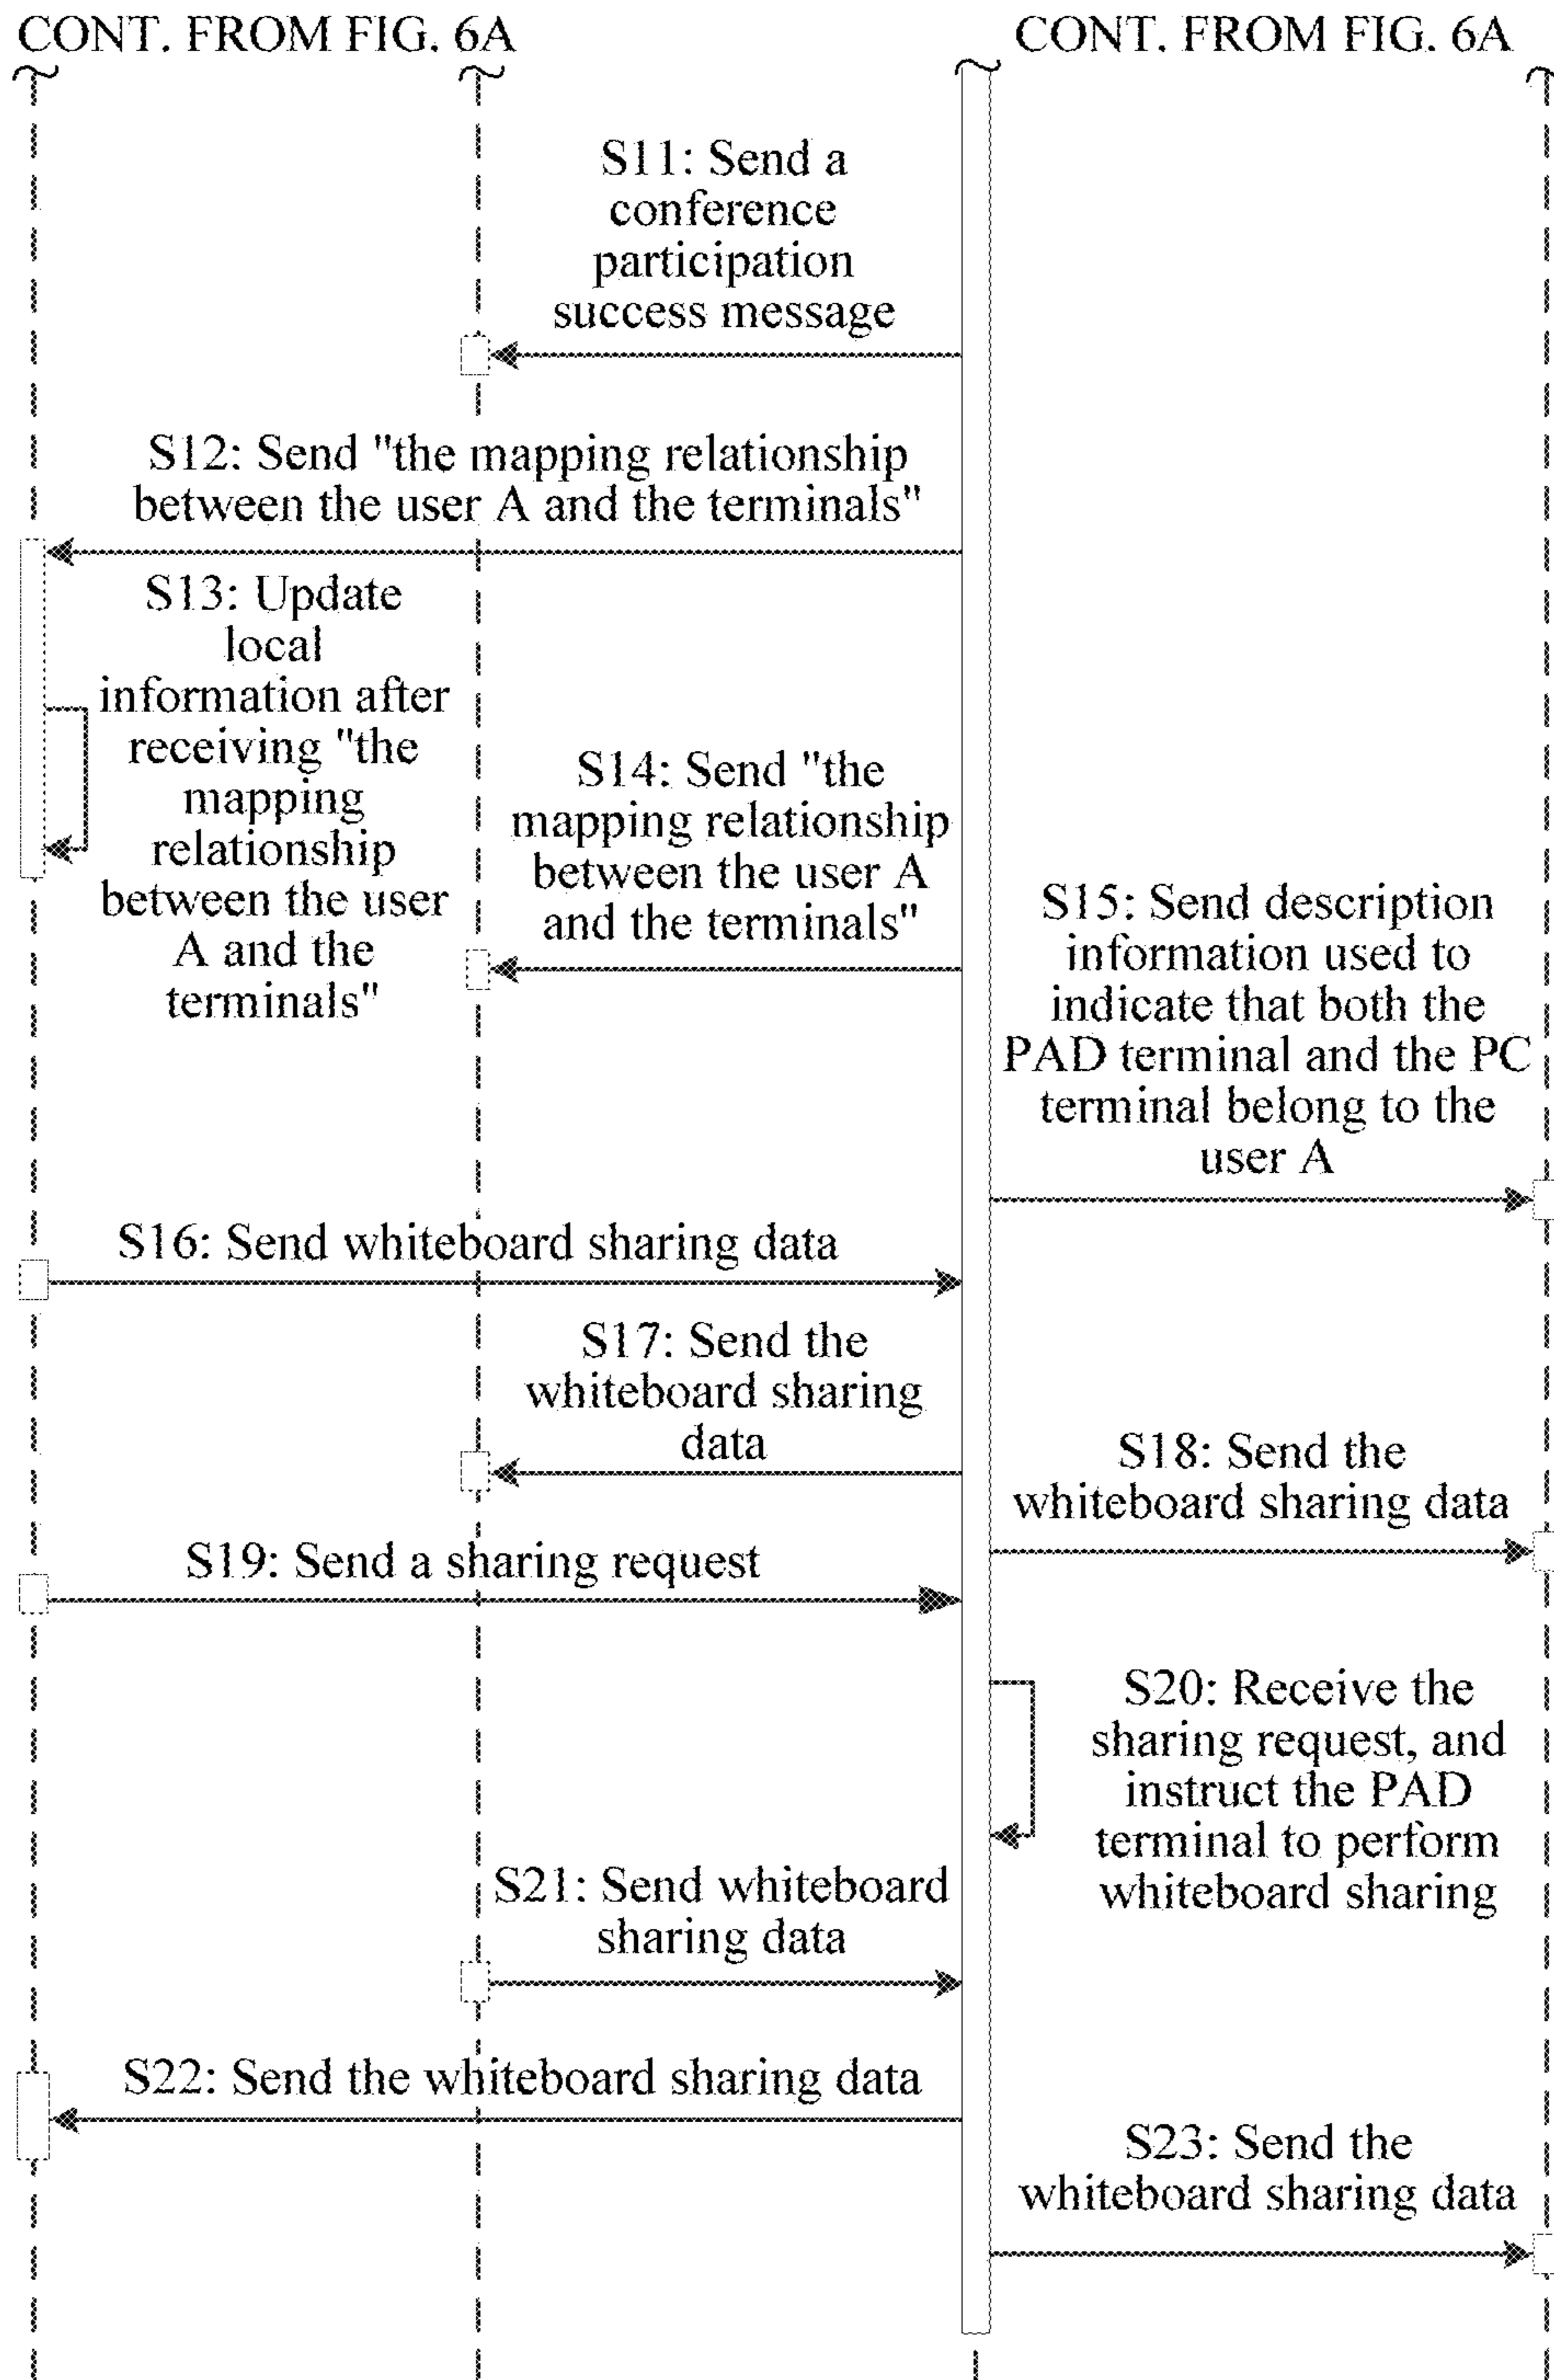 CONT. FROM FIG. 6A
CONT. FROM FIG. 6A
S11: Send a
conference
participation
success message
S12: Send "the mapping relationship
between the user A and the terminals"
S13: Update
local
information after
receiving "the
mapping
relationship
between the user
A and the
terminals"
S14: Send "the
mapping relationship
between the user A
and the terminals"
S15: Send description
information used to
indicate that both the
PAD terminal and the PC
terminal belong to the
user A
S16: Send whiteboard sharing data
S17: Send the
whiteboard sharing
data
S18: Send the
whiteboard sharing data
S19: Send a sharing request
S20: Receive the
sharing request, and
instruct the PAD
terminal to perform
whiteboard sharing
S21: Send whiteboard
sharing data
S22: Send the whiteboard sharing data
S23: Send the
whiteboard sharing data